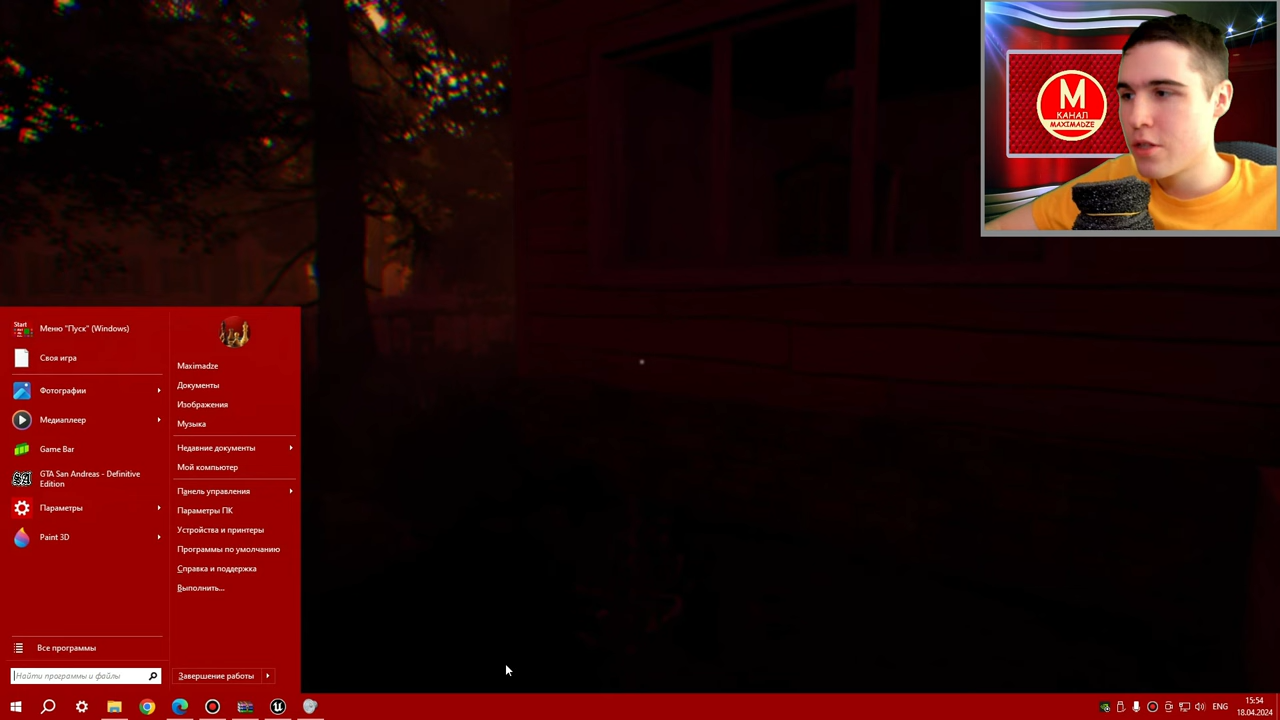 М
КАНАЛ
MAXIMADZE
Start
Меню "Пуск" (Windows)
Своя игра
Фотографии
Медиаплеер
Game Bar
GTA San Andreas - Definitive
Edition
Параметры
Paint 3D
Все программы
Найти программы и файлы
Maximadze
Документы
Изображения
Музыка
Недавние документы
Мой компьютер
Панель управления
Параметры ПК
Устройства и принтеры
Программы по умолчанию
Справка и поддержка
Выполнить...
Завершение работы
ENG
15:54
18.04.2024